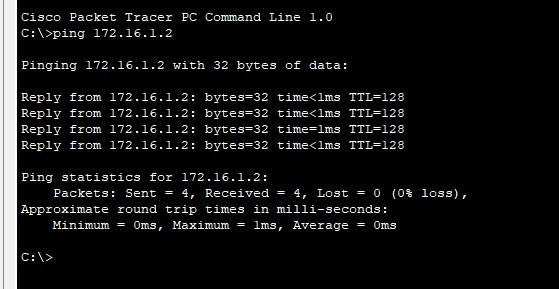 Cisco Packet Tracer PC Command Line 1.0
C:\>ping 172.16.1.2
Pinging 172.16.1.2 with 32 bytes of data:
Reply from 172.16.1.2: bytes=32 time<1ms TTL=128
Reply from 172.16.1.2: bytes=32 time<1ms TTL=128
Reply from 172.16.1.2: bytes=32 time=1ms TTL=128
Reply from 172.16.1.2: bytes=32 time<1ms TTL=128
Ping statistics for 172.16.1.2:
    Packets: Sent = 4, Received = 4, Lost = 0 (0% loss),
Approximate round trip times in milli-seconds:
    Minimum = 0ms, Maximum = 1ms, Average = 0ms
C:\>